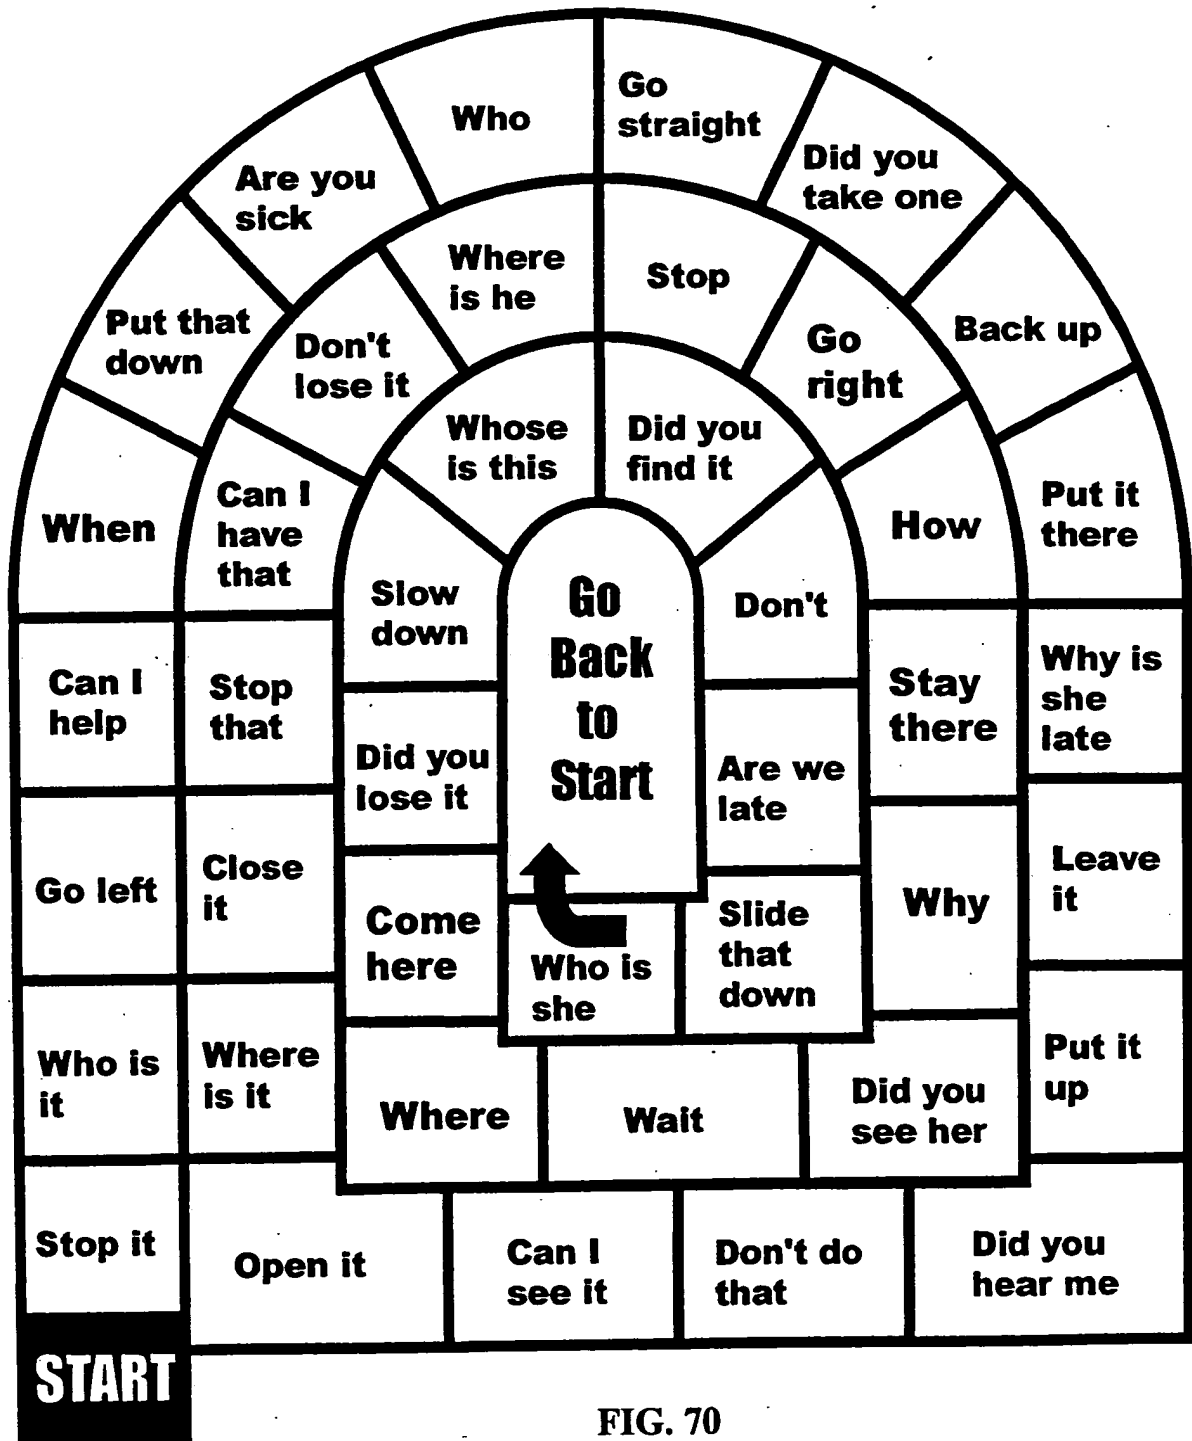 START
Stop it
Who is
it
Go left
Can I
help
When
Put that
down
Are you
sick
Who
Go
straight
Did you
take one
Back up
Put it
there
Why is
she
late
Leave
it
Put it
up
Did you
hear me
Don't do
that
Can I
see it
Open it
Where
is it
Close
it
Stop
that
Can I
have
that
Don't
lose it
Where
is he
Stop
Go
right
How
Stay
there
Why
Did you
see her
Wait
Where
Come
here
Did you
lose it
Slow
down
Whose
is this
Did you
find it
Don't
Are we
late
Slide
that
down
Who is
she
Go
Back
to
Start
FIG. 70